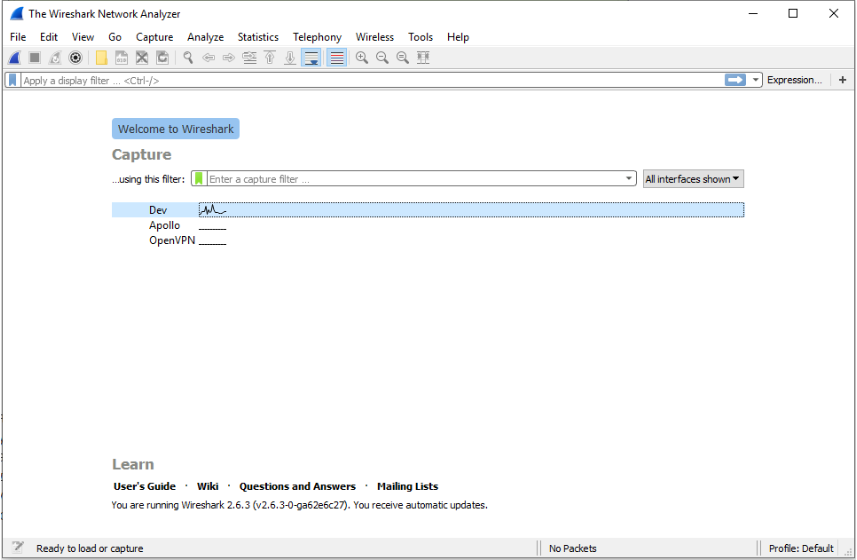 The Wireshark Network Analyzer
File Edit View Go Capture Analyze Statistics Telephony Wireless Tools Help
Apply a display filter ... <Ctrl-/> Expression... +
Welcome to Wireshark
Capture
...using this filter: Enter a capture filter ... All interfaces shown
Dev
Apollo
OpenVPN
Learn
User's Guide · Wiki · Questions and Answers · Mailing Lists
You are running Wireshark 2.6.3 (v2.6.3-0-ga62e6c27). You receive automatic updates.
Ready to load or capture No Packets Profile: Default